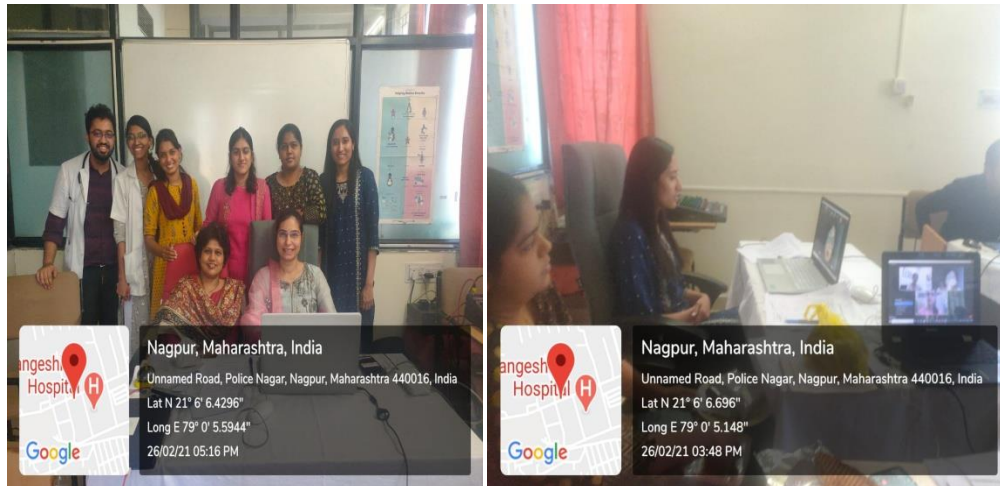 angesh
Hospital
H
Google
Nagpur, Maharashtra, India
Unnamed Road, Police Nagar, Nagpur, Maharashtra 440016, India
Lat N 21° 6' 6.4296"
Long E 79° 0' 5.5944"
26/02/21 05:16 PM
angesh
Hospital
H
Google
Nagpur, Maharashtra, India
Unnamed Road, Police Nagar, Nagpur, Maharashtra 440016, India
Lat N 21° 6' 6.696"
Long E 79° 0' 5.148"
26/02/21 03:48 PM